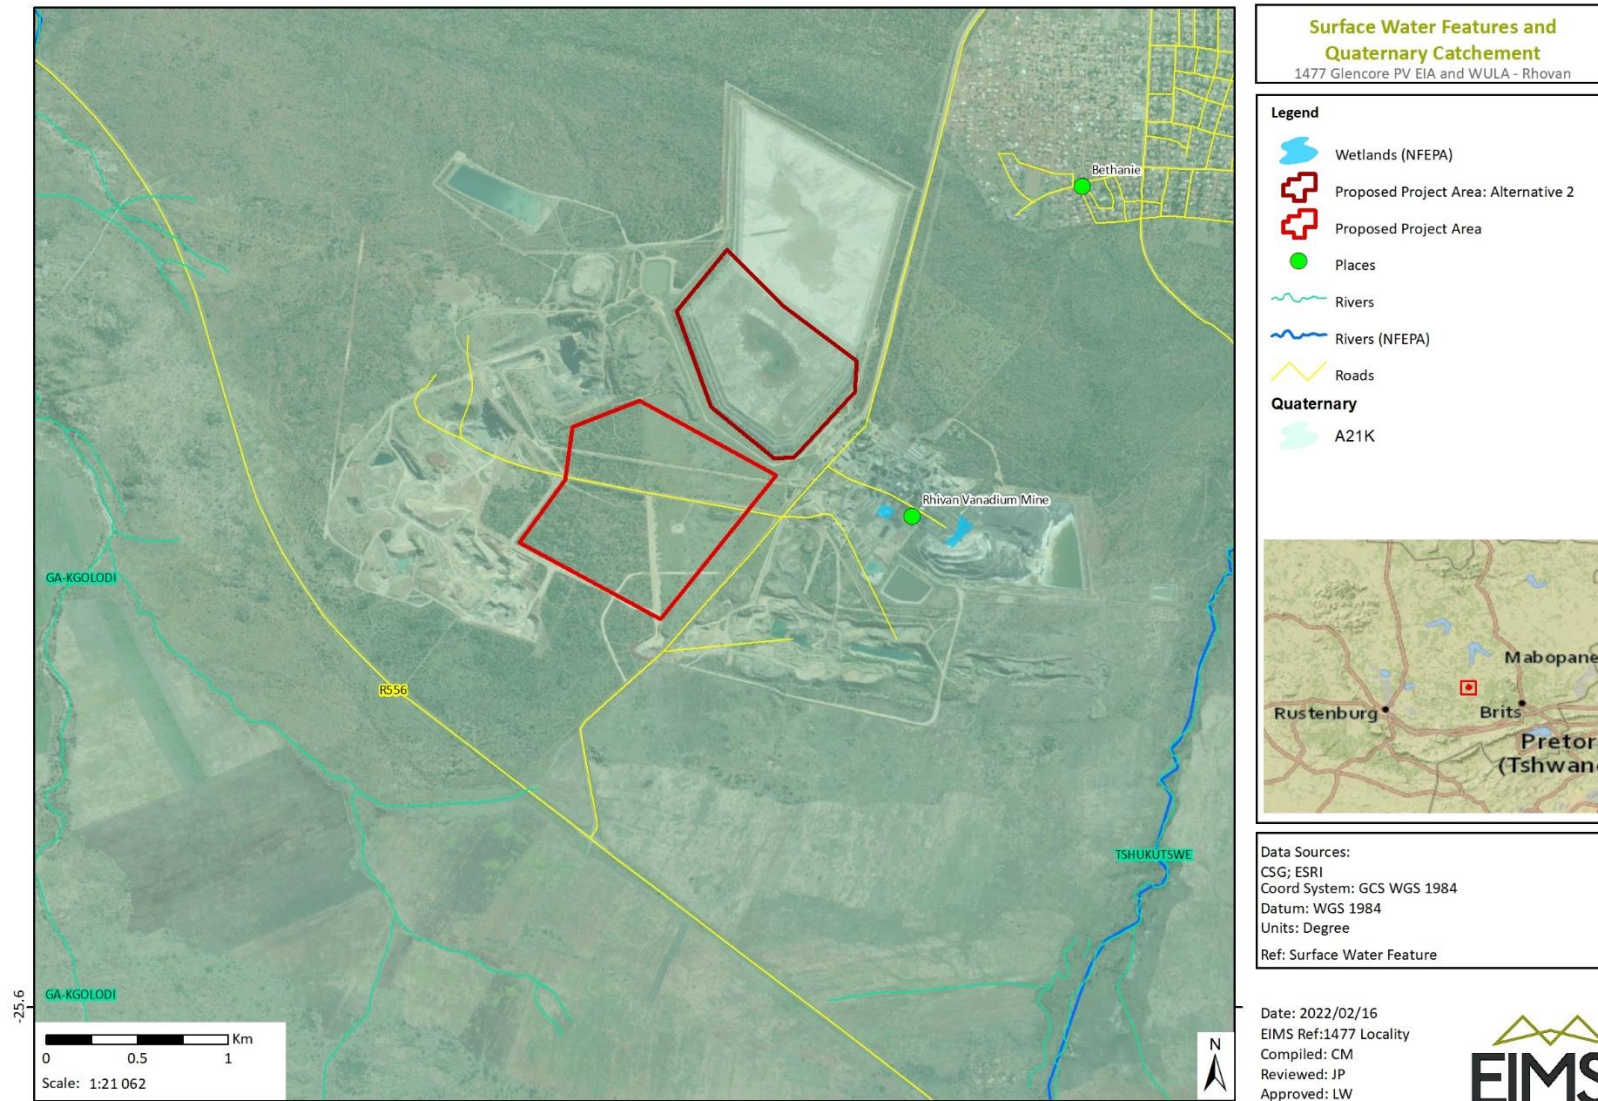 Surface Water Features and
Quaternary Catchement
1477 Glencore PV EIA and WULA - Rhovan
Legend
Wetlands (NFEPA)
Proposed Project Area: Alternative 2
Proposed Project Area
Places
Rivers
Rivers (NFEPA)
Roads
Quaternary
A21K
Bethanie
Rhivan Vanadium Mine
GA-KGOLODI
R556
TSHUKUTSWE
GA-KGOLODI
-25.6
Km
0 0.5 1
Scale: 1:21 062
N
Mabopane
Rustenburg
Brits
Pretor
(Tshwan
Data Sources:
CSG; ESRI
Coord System: GCS WGS 1984
Datum: WGS 1984
Units: Degree
Ref: Surface Water Feature
Date: 2022/02/16
EIMS Ref:1477 Locality
Compiled: CM
Reviewed: JP
Approved: LW
EIMS